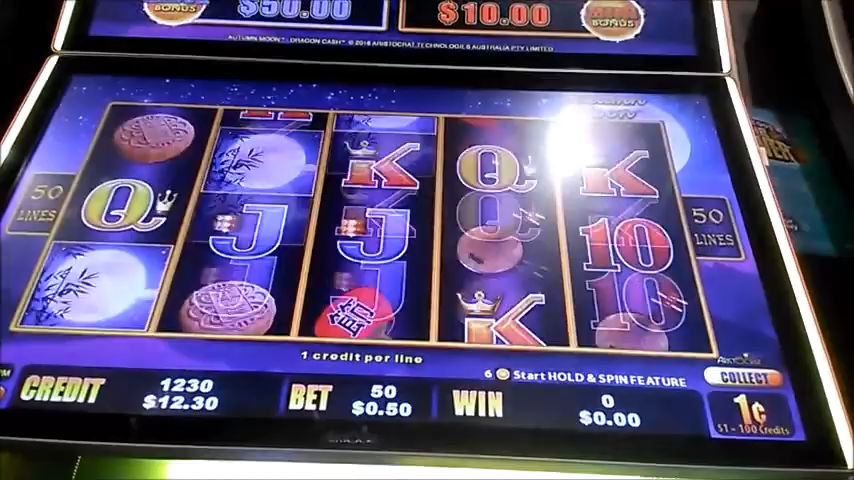 BONUS
$50.00
$10.00
BONUS
AUTUMN MOON™, DRAGON CASH™ © 2016 ARISTOCRAT TECHNOLOGIES AUSTRALIA PTY LIMITED
50
LINES
Q
K
Q
K
J
J
Q
10
福
K
10
50
LINES
1 credit per line
6 Start HOLD & SPIN FEATURE
COLLECT
CREDIT
1230
$12.30
BET
50
$0.50
WIN
0
$0.00
1¢
$1 = 100 Credits